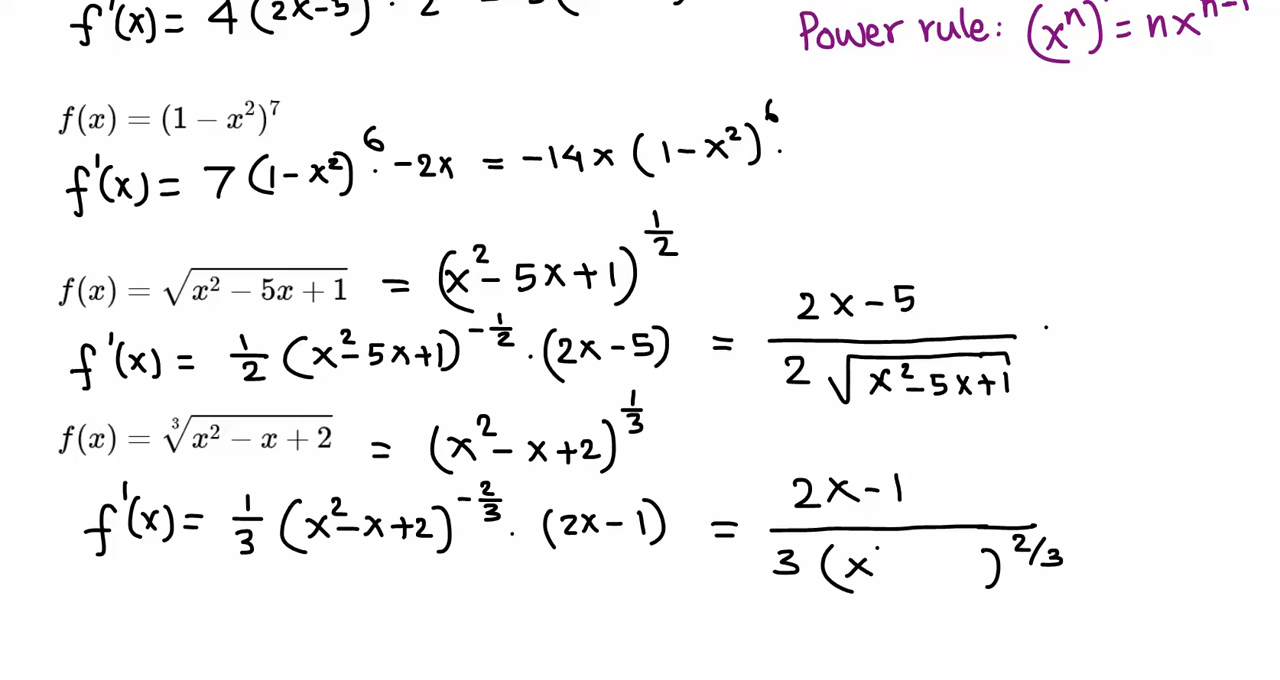 f'(x) = 4(2x-5) · 2
Power rule: (xⁿ) = nxⁿ⁻¹
f(x) = (1 − x²)⁷
f'(x) = 7(1-x²)⁶ · -2x = -14x(1-x²)⁶.
f(x) = √(x² − 5x + 1) = (x² - 5x + 1)^(1/2)
f'(x) = 1/2 (x² - 5x + 1)^(-1/2) · (2x - 5) = (2x - 5) / (2√(x² - 5x + 1)) ·
f(x) = ³√(x² − x + 2) = (x² - x + 2)^(1/3)
f'(x) = 1/3 (x² - x + 2)^(-2/3) · (2x - 1) = (2x - 1) / (3(x )^(2/3))